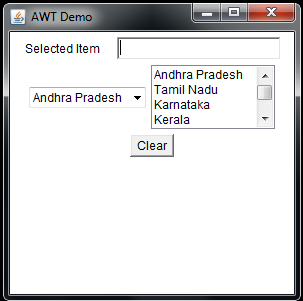 AWT Demo
Selected Item
Andhra Pradesh
Andhra Pradesh
Tamil Nadu
Karnataka
Kerala
Clear